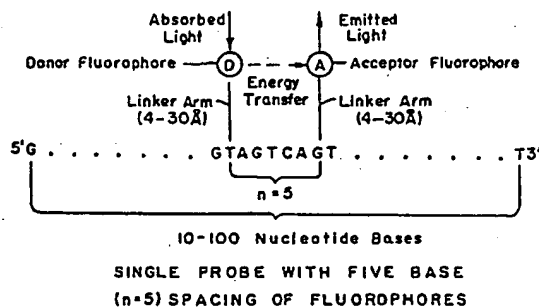 Absorbed Light
Emitted Light
Donor Fluorophore
D
A
Acceptor Fluorophore
Energy Transfer
Linker Arm (4-30Å)
Linker Arm (4-30Å)
5'G . . . . . . . GTAGTCAGT . . . . . . . T3'
n=5
10-100 Nucleotide Bases
SINGLE PROBE WITH FIVE BASE
(n=5) SPACING OF FLUOROPHORES